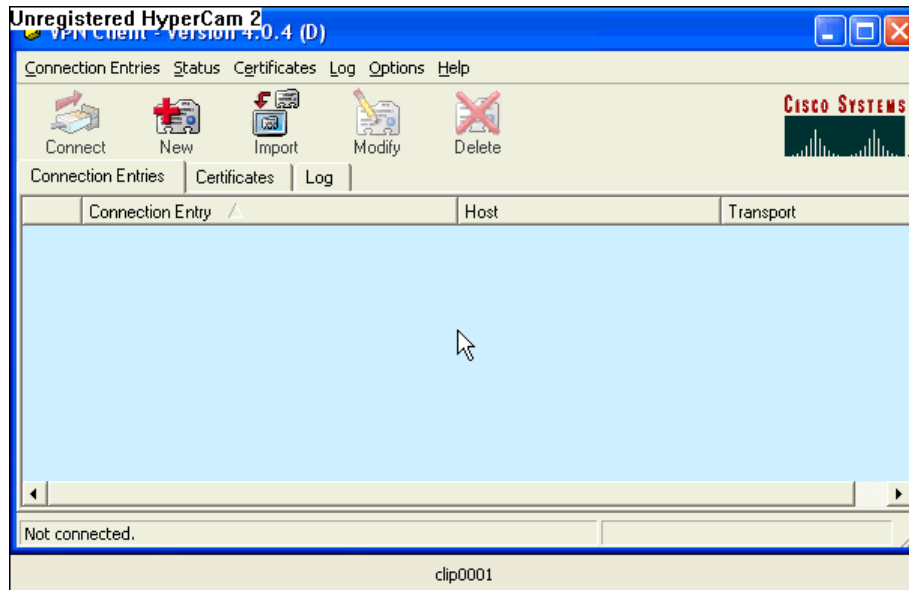 Unregistered HyperCam 2
VPN Client - Version 4.0.4 (D)
Connection Entries Status Certificates Log Options Help
CISCO SYSTEMS
Connect New Import Modify Delete
Connection Entries Certificates Log
Connection Entry Host Transport
Not connected.
clip0001